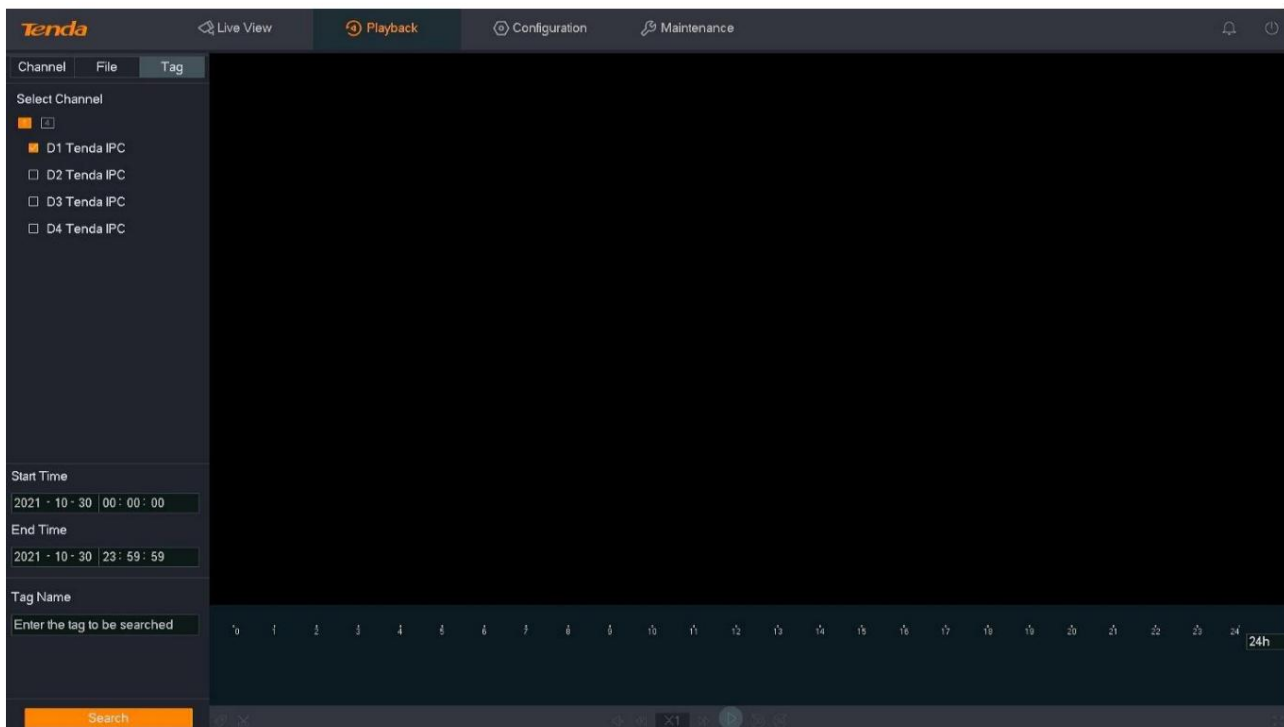 Tenda Live View Playback Configuration Maintenance
Channel File Tag
Select Channel
4
D1 Tenda IPC
D2 Tenda IPC
D3 Tenda IPC
D4 Tenda IPC
Start Time
2021 - 10 - 30 00 : 00 : 00
End Time
2021 - 10 - 30 23 : 59 : 59
Tag Name
Enter the tag to be searched
0 1 2 3 4 5 6 7 8 9 10 11 12 13 14 15 16 17 18 19 20 21 22 23 24
24h
Search
X1